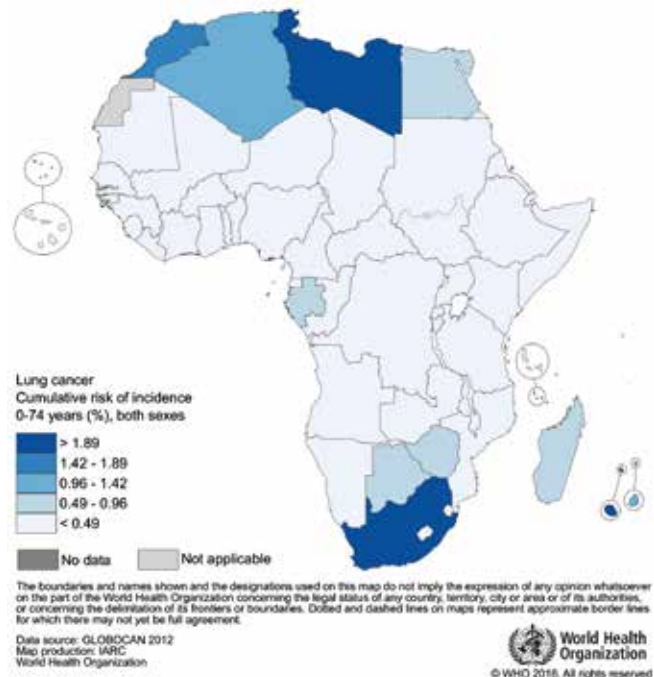 Lung cancer
Cumulative risk of incidence
0-74 years (%), both sexes
> 1.89
1.42 - 1.89
0.96 - 1.42
0.49 - 0.96
< 0.49
No data
Not applicable
The boundaries and names shown and the designations used on this map do not imply the expression of any opinion whatsoever
on the part of the World Health Organization concerning the legal status of any country, territory, city or area or of its authorities,
or concerning the delimitation of its frontiers or boundaries. Dotted and dashed lines on maps represent approximate border lines
for which there may not yet be full agreement.
Data source: GLOBOCAN 2012
Map production: IARC
World Health Organization
World Health
Organization
© WHO 2016. All rights reserved